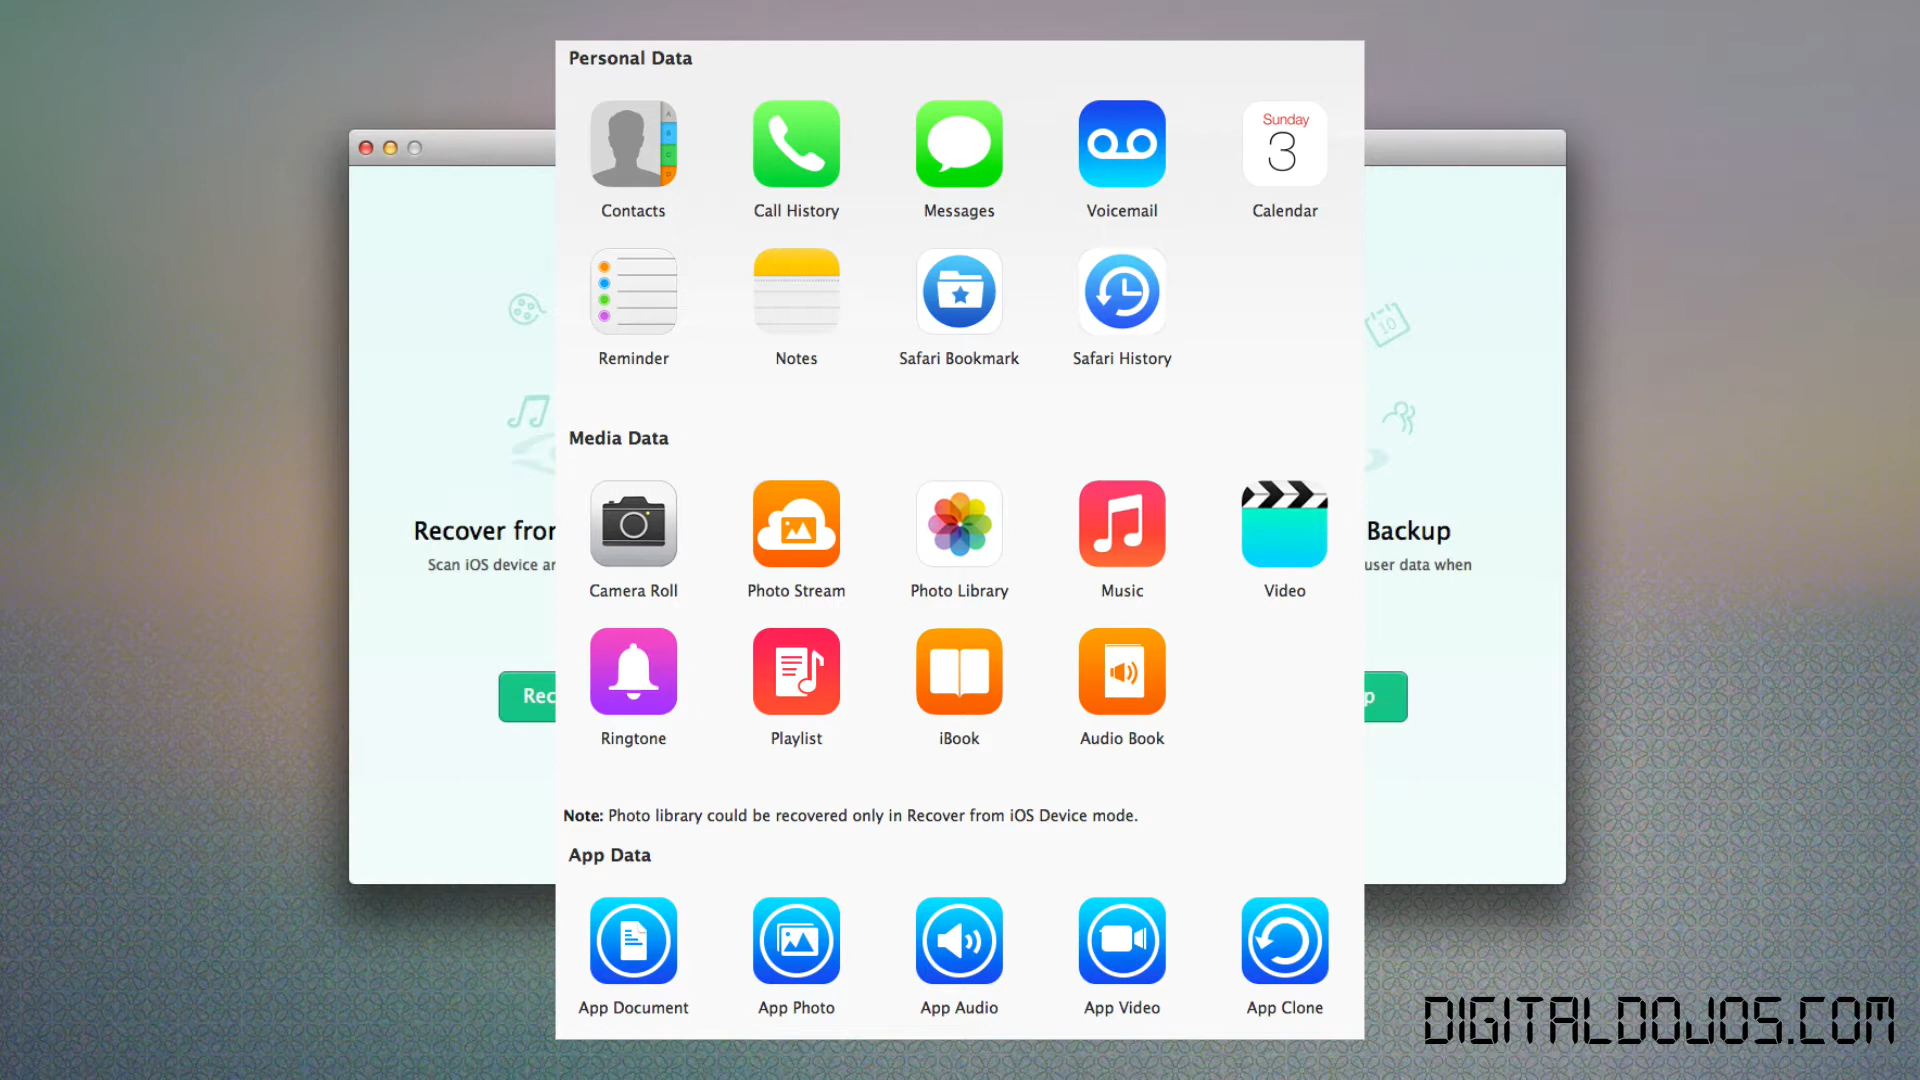 Personal Data
A
B
C
D
Sunday
3
Contacts
Call History
Messages
Voicemail
Calendar
Reminder
Notes
Safari Bookmark
Safari History
10
Media Data
Recover
Backup
Scan iOS device
user data when
Camera Roll
Photo Stream
Photo Library
Music
Video
Rec
p
Ringtone
Playlist
iBook
Audio Book
Note: Photo library could be recovered only in Recover from iOS Device mode.
App Data
App Document
App Photo
App Audio
App Video
App Clone
DIGITALDOJOS.COM